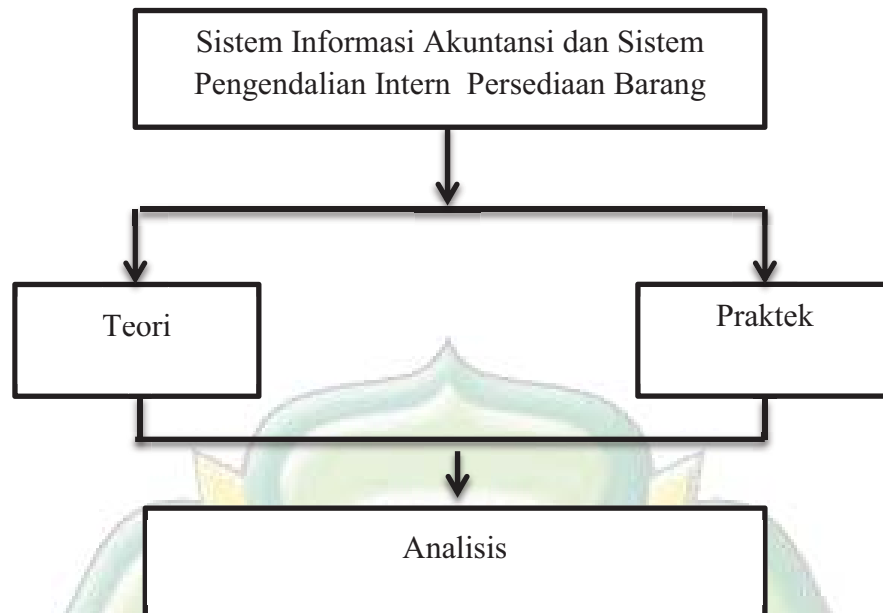 Sistem Informasi Akuntansi dan Sistem
Pengendalian Intern Persediaan Barang
Teori
Praktek
Analisis